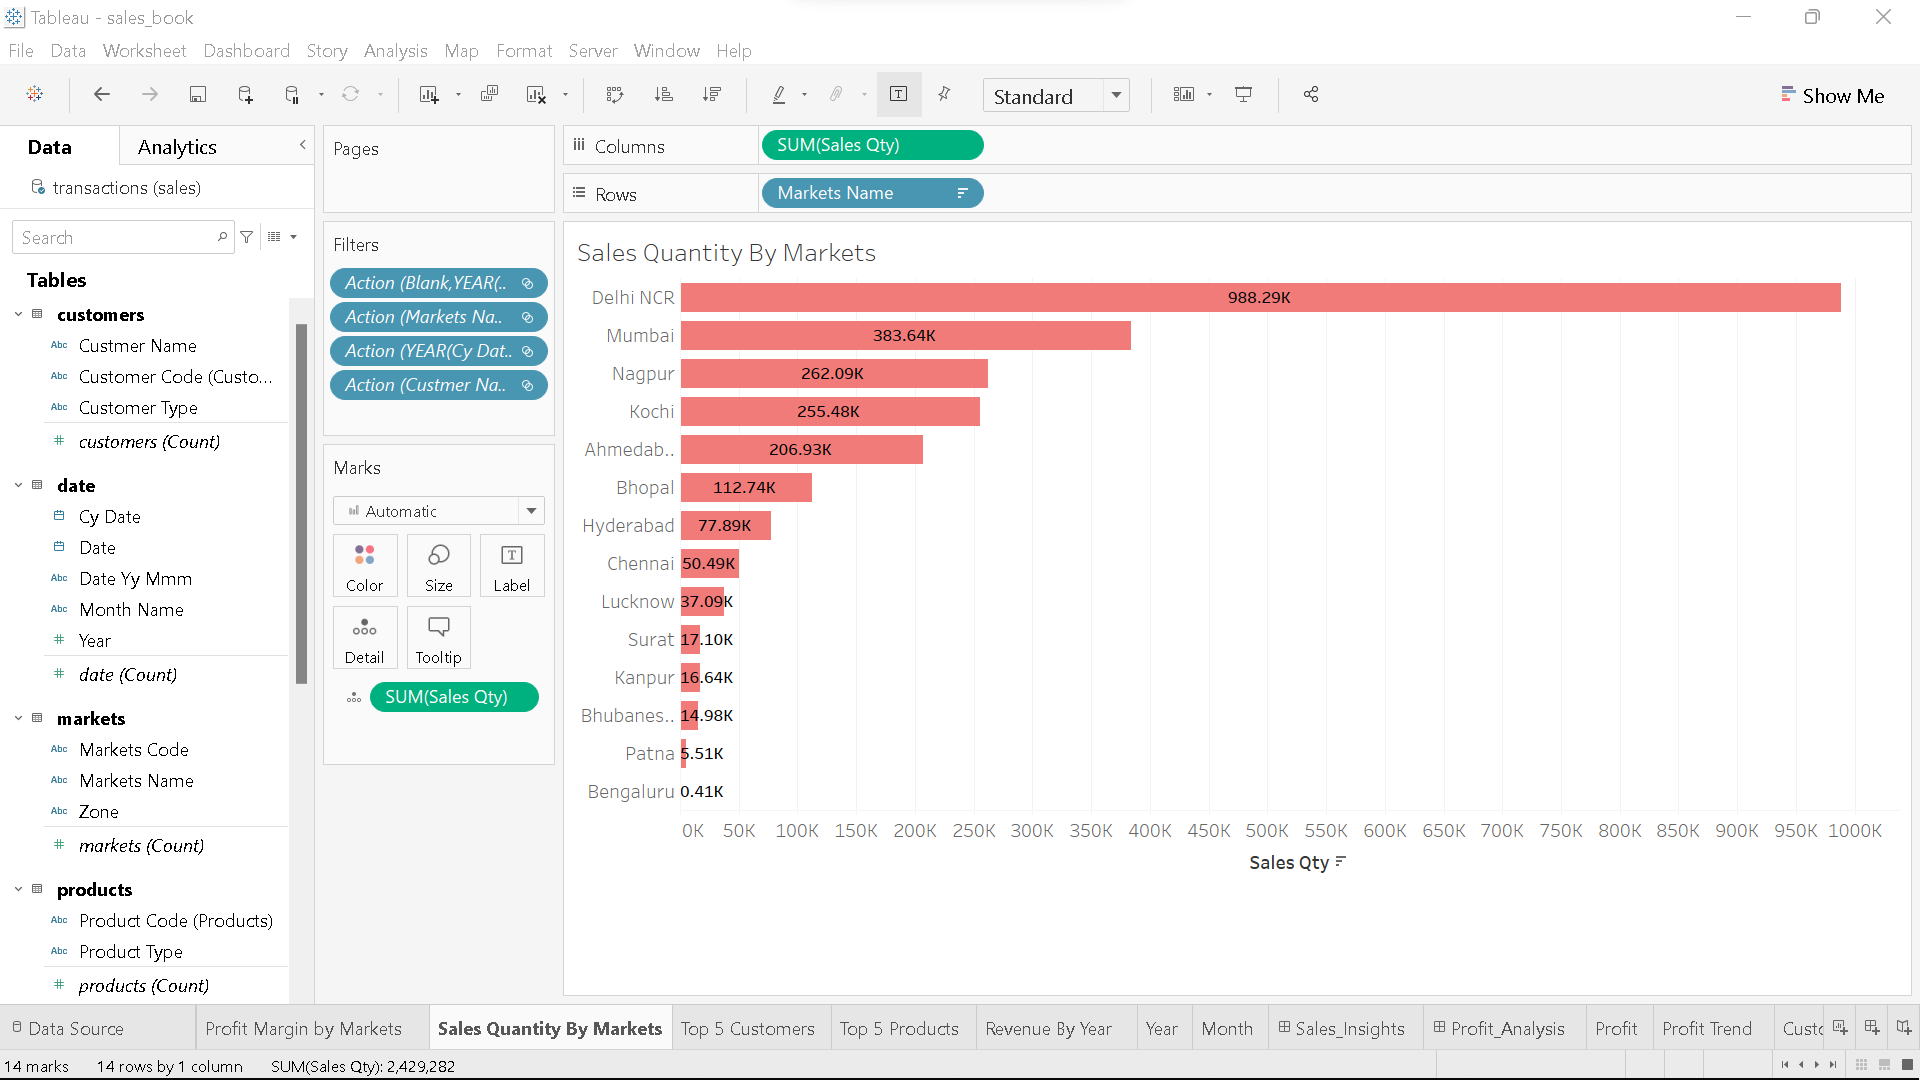 Tableau - sales_book
File Data Worksheet Dashboard Story Analysis Map Format Server Window Help
Standard
Show Me
Data
Analytics
transactions (sales)
Search
Tables
customers
Abc Custmer Name
Abc Customer Code (Custo...
Abc Customer Type
# customers (Count)
date
Cy Date
Date
Abc Date Yy Mmm
Abc Month Name
# Year
# date (Count)
markets
Abc Markets Code
Abc Markets Name
Abc Zone
# markets (Count)
products
Abc Product Code (Products)
Abc Product Type
# products (Count)
Pages
Filters
Action (Blank,YEAR(..
Action (Markets Na..
Action (YEAR(Cy Dat..
Action (Custmer Na..
Marks
Automatic
Color
Size
T
Label
Detail
Tooltip
SUM(Sales Qty)
Columns
SUM(Sales Qty)
Rows
Markets Name
Sales Quantity By Markets
Delhi NCR 988.29K
Mumbai 383.64K
Nagpur 262.09K
Kochi 255.48K
Ahmedab.. 206.93K
Bhopal 112.74K
Hyderabad 77.89K
Chennai 50.49K
Lucknow 37.09K
Surat 17.10K
Kanpur 16.64K
Bhubanes.. 14.98K
Patna 5.51K
Bengaluru 0.41K
0K 50K 100K 150K 200K 250K 300K 350K 400K 450K 500K 550K 600K 650K 700K 750K 800K 850K 900K 950K 1000K
Sales Qty
Data Source
Profit Margin by Markets
Sales Quantity By Markets
Top 5 Customers
Top 5 Products
Revenue By Year
Year
Month
Sales_Insights
Profit_Analysis
Profit
Profit Trend
Custo
14 marks
14 rows by 1 column
SUM(Sales Qty): 2,429,282